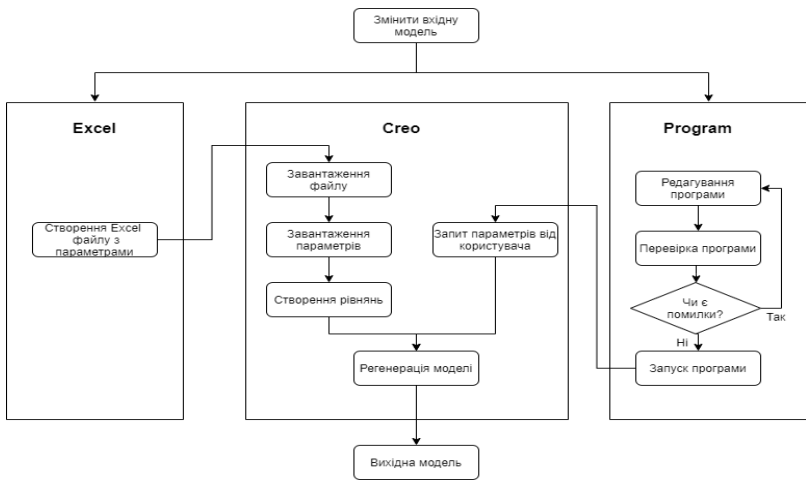 Змінити вхідну
модель
Excel
Створення Excel
файлу з
параметрами
Creo
Завантаження
файлу
Завантаження
параметрів
Створення рівнянь
Запит параметрів від
користувача
Регенерація моделі
Program
Редагування
програми
Перевірка програми
Чи є
помилки?
Так
Ні
Запуск програми
Вихідна модель